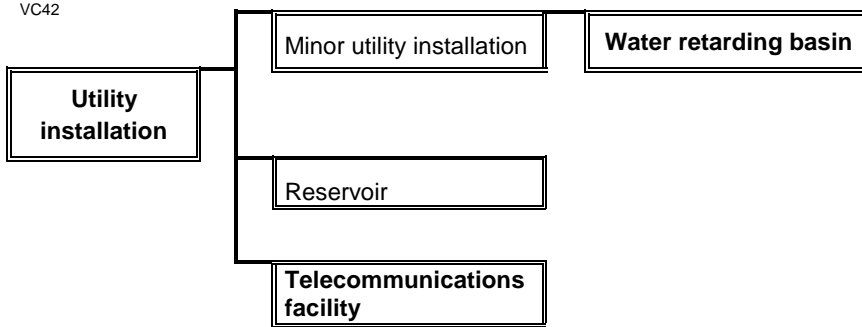 VC42
Minor utility installation
Water retarding basin
Utility
installation
Reservoir
Telecommunications
facility